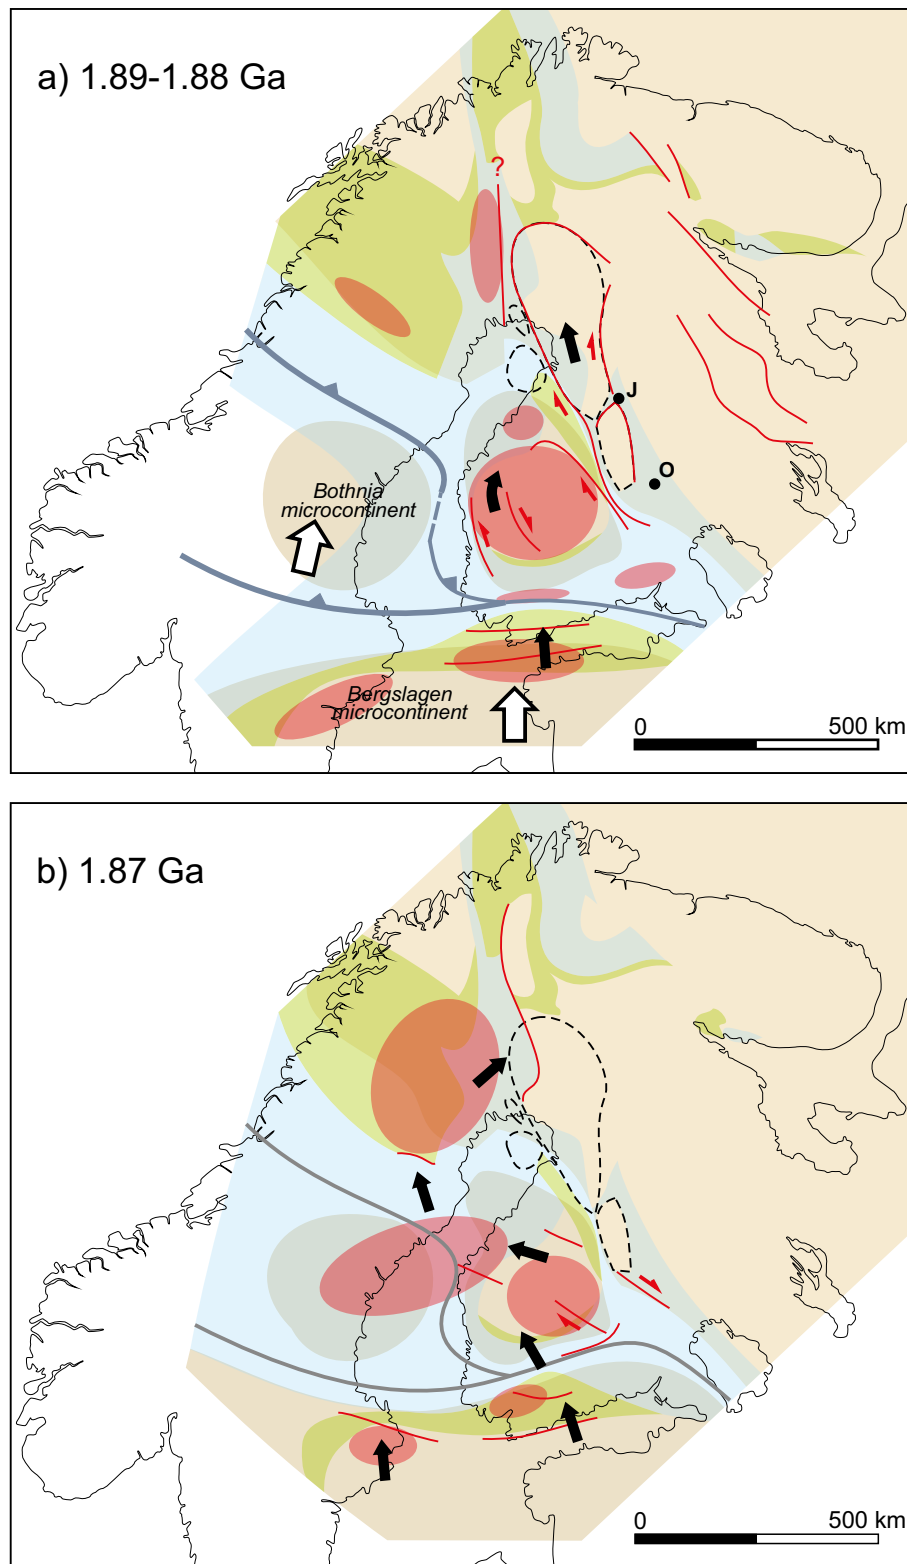 a) 1.89-1.88 Ga
?
J
O
Bothnia
microcontinent
Bergslagen
microcontinent
0 500 km
b) 1.87 Ga
0 500 km